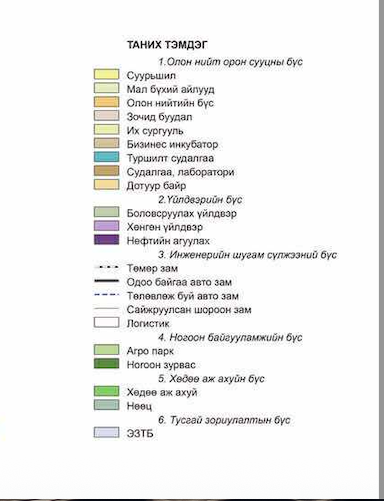 ТАНИХ ТЭМДЭГ
1.Олон нийт орон сууцны бүс
Суурьшил
Мал бүхий айлууд
Олон нийтийн бүс
Зочид буудал
Их сургууль
Бизинес инкубатор
Туршилт судалгаа
Судалгаа, лаборатори
Дотуур байр
2.Үйлдвэрийн бүс
Боловсруулах үйлдвэр
Хөнгөн үйлдвэр
Нефтийн агуулах
3. Инженерийн шугам сүлжээний бүс
Төмөр зам
Одоо байгаа авто зам
Төлөвлөж буй авто зам
Сайжруулсан шороон зам
Логистик
4. Ногоон байгууламжийн бүс
Агро парк
Ногоон зурвас
5. Хөдөө аж ахуйн бүс
Хөдөө аж ахуй
Нөөц
6. Тусгай зориулалтын бүс
ЭЗТБ